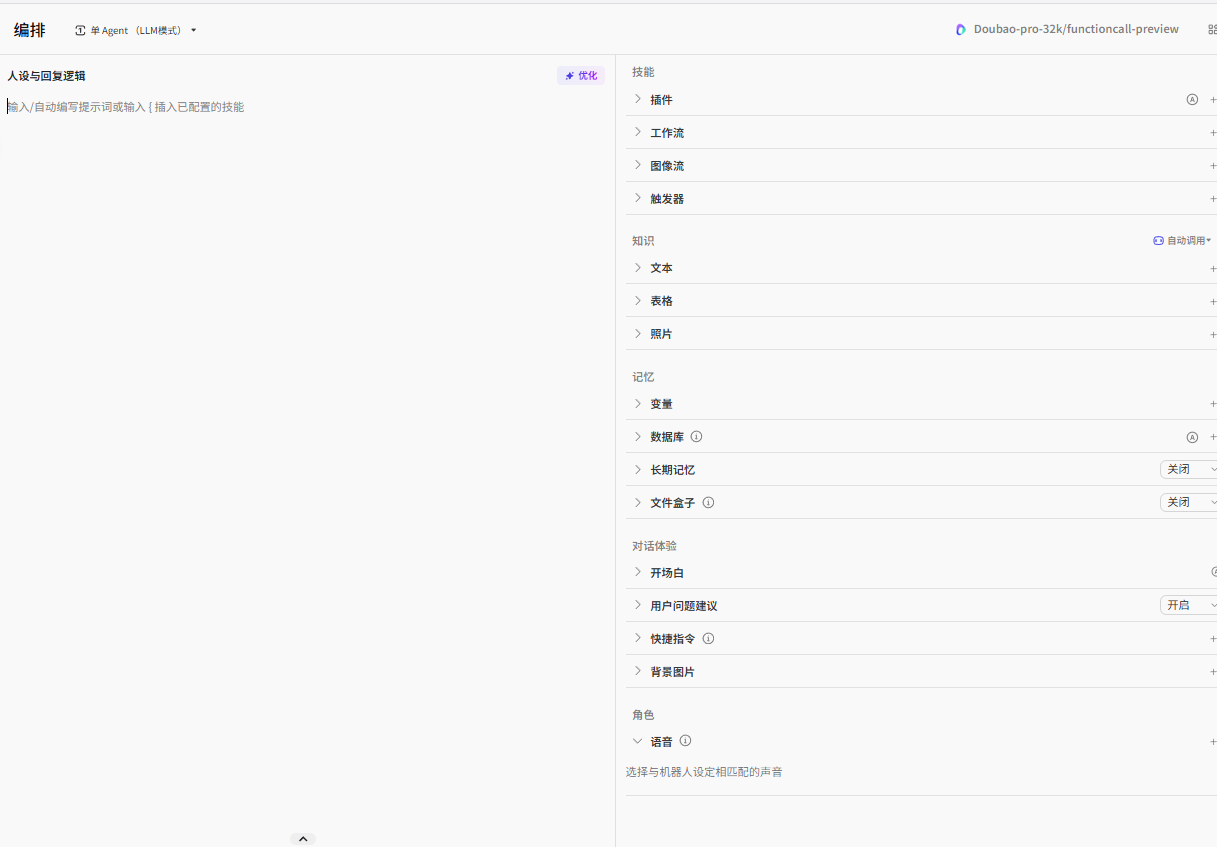 编排 单 Agent （LLM模式） Doubao-pro-32k/functioncall-preview
人设与回复逻辑 优化
输入/自动编写提示词或输入 { 插入已配置的技能
技能
插件
工作流
图像流
触发器
知识 自动调用
文本
表格
照片
记忆
变量
数据库
长期记忆 关闭
文件盒子 关闭
对话体验
开场白
用户问题建议 开启
快捷指令
背景图片
角色
语音
选择与机器人设定相匹配的声音